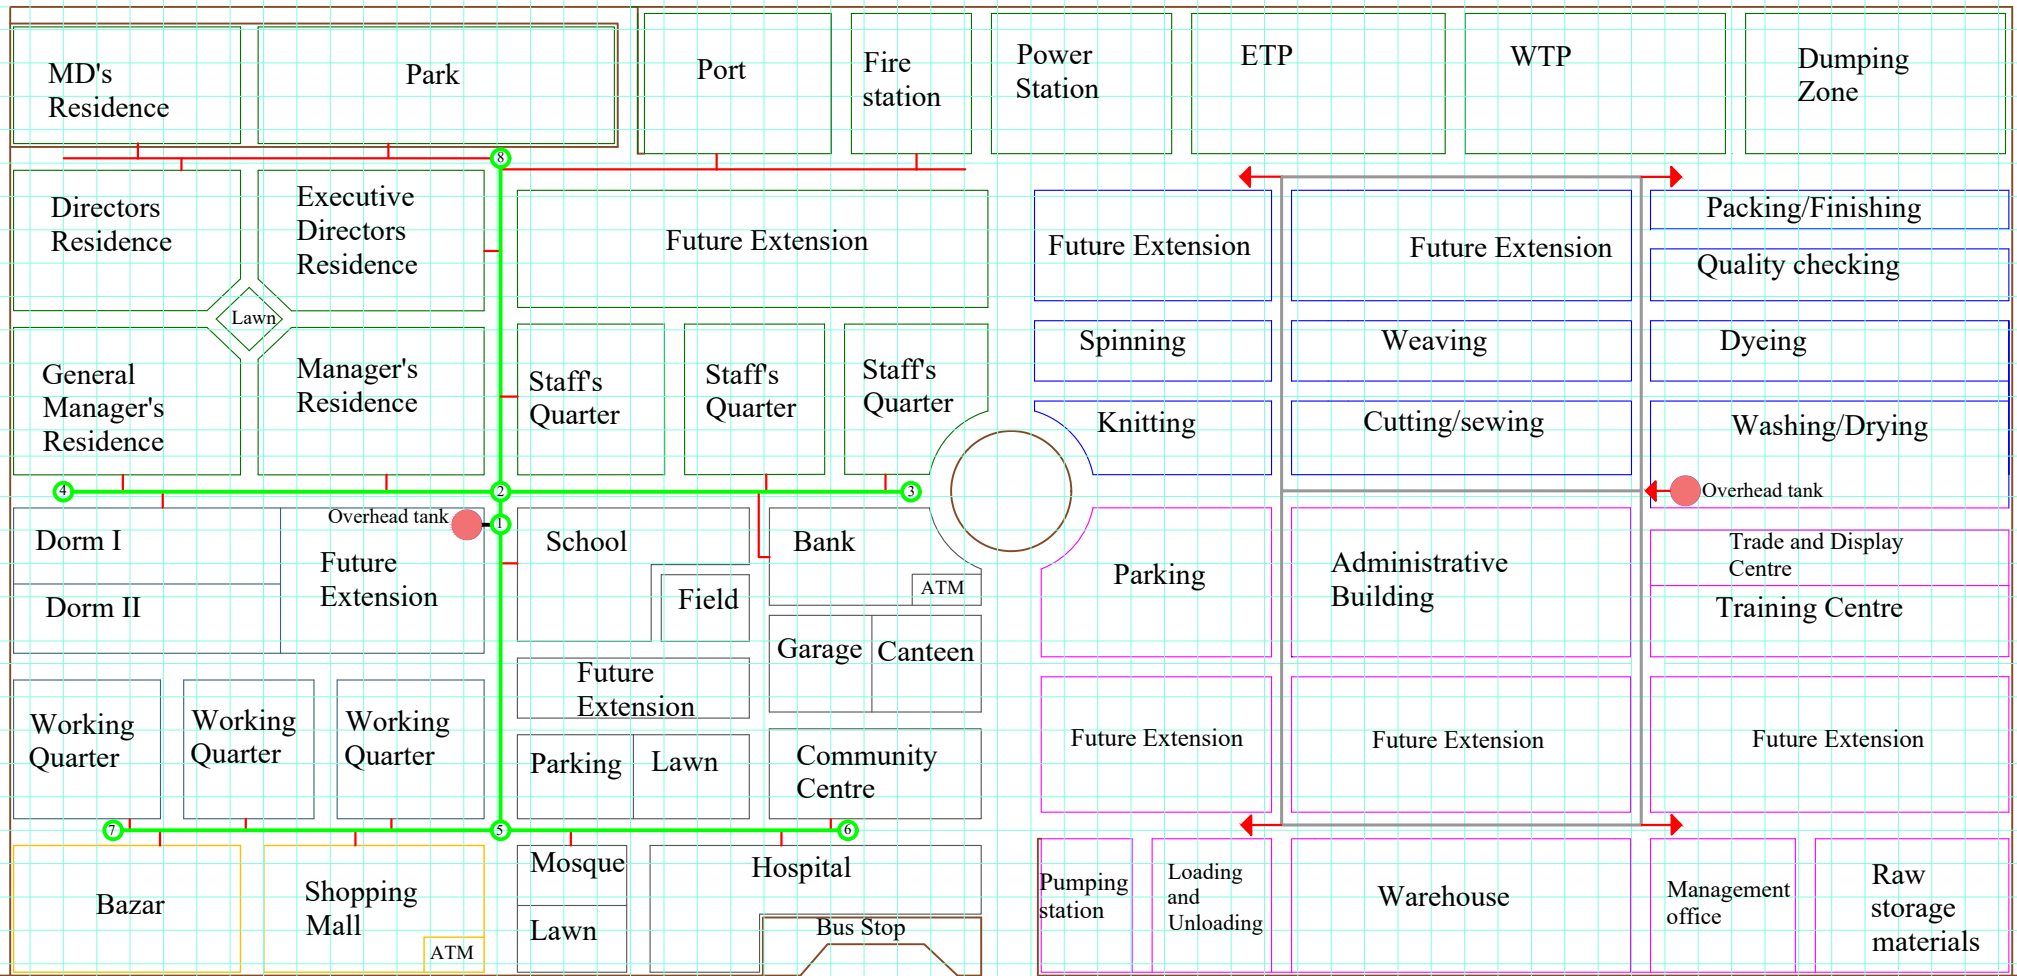 MD's
Residence
Park
Port
Fire
station
Power
Station
ETP
WTP
Dumping
Zone
8
Directors
Residence
Executive
Directors
Residence
Future Extension
Future Extension
Future Extension
Packing/Finishing
Quality checking
Lawn
General
Manager's
Residence
Manager's
Residence
Staff's
Quarter
Staff's
Quarter
Staff's
Quarter
Spinning
Weaving
Dyeing
Knitting
Cutting/sewing
Washing/Drying
4
2
3
Overhead tank
Overhead tank
1
Dorm I
Dorm II
Future
Extension
School
Field
Bank
ATM
Parking
Administrative
Building
Trade and Display
Centre
Training Centre
Garage
Canteen
Future
Extension
Working
Quarter
Working
Quarter
Working
Quarter
Parking
Lawn
Community
Centre
Future Extension
Future Extension
Future Extension
7
5
6
Bazar
Shopping
Mall
ATM
Mosque
Lawn
Hospital
Bus Stop
Pumping
station
Loading
and
Unloading
Warehouse
Management
office
Raw
storage
materials